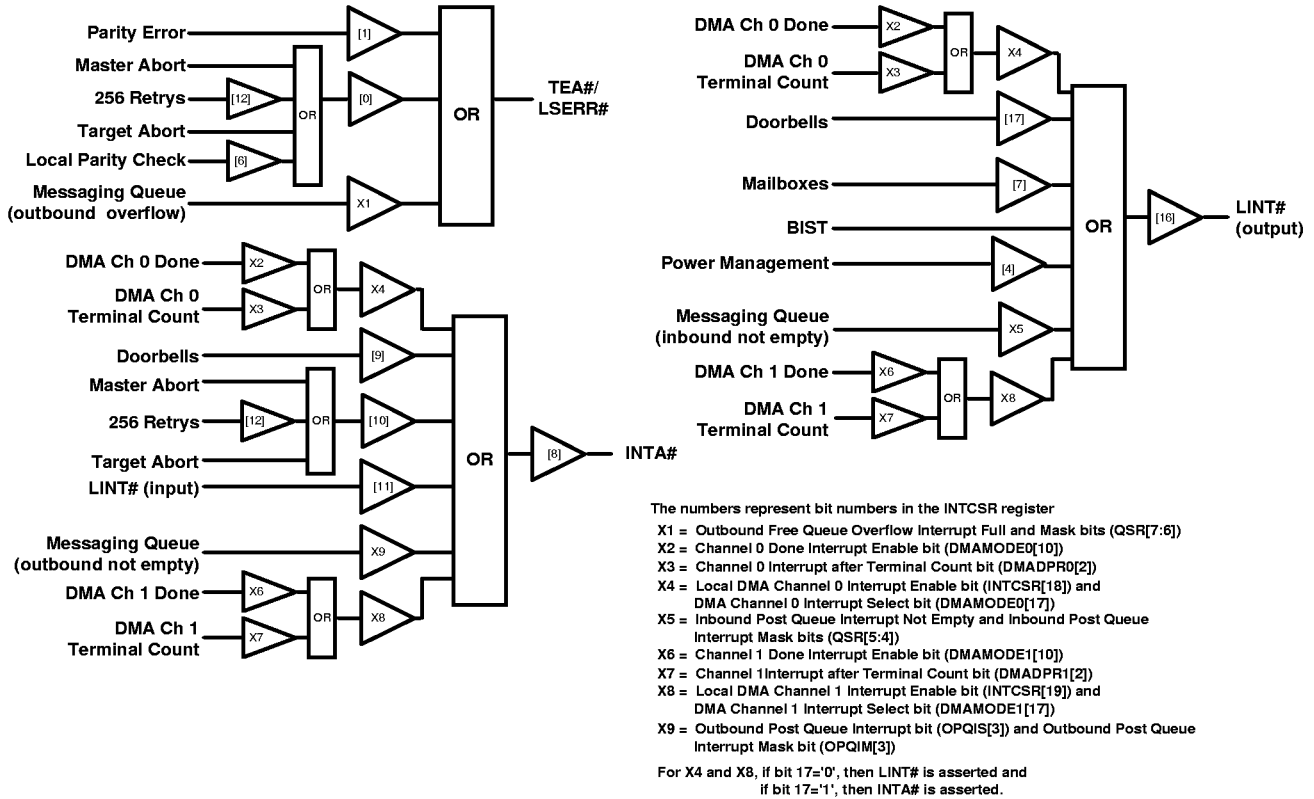 Parity Error
[1]
Master Abort
256 Retrys
[12]
OR
[0]
OR
TEA#/
LSERR#
Target Abort
Local Parity Check
[6]
Messaging Queue
(outbound overflow)
X1
DMA Ch 0 Done
X2
DMA Ch 0
Terminal Count
X3
OR
X4
Doorbells
[9]
Master Abort
256 Retrys
[12]
OR
[10]
Target Abort
LINT# (input)
[11]
OR
[8]
INTA#
Messaging Queue
(outbound not empty)
X9
DMA Ch 1 Done
X6
DMA Ch 1
Terminal Count
X7
OR
X8
DMA Ch 0 Done
X2
DMA Ch 0
Terminal Count
X3
OR
X4
Doorbells
[17]
Mailboxes
[7]
BIST
OR
[16]
LINT#
(output)
Power Management
[4]
Messaging Queue
(inbound not empty)
X5
DMA Ch 1 Done
X6
DMA Ch 1
Terminal Count
X7
OR
X8
The numbers represent bit numbers in the INTCSR register
X1 = Outbound Free Queue Overflow Interrupt Full and Mask bits (QSR[7:6])
X2 = Channel 0 Done Interrupt Enable bit (DMAMODE0[10])
X3 = Channel 0 Interrupt after Terminal Count bit (DMADPR0[2])
X4 = Local DMA Channel 0 Interrupt Enable bit (INTCSR[18]) and
DMA Channel 0 Interrupt Select bit (DMAMODE0[17])
X5 = Inbound Post Queue Interrupt Not Empty and Inbound Post Queue
Interrupt Mask bits (QSR[5:4])
X6 = Channel 1 Done Interrupt Enable bit (DMAMODE1[10])
X7 = Channel 1Interrupt after Terminal Count bit (DMADPR1[2])
X8 = Local DMA Channel 1 Interrupt Enable bit (INTCSR[19]) and
DMA Channel 1 Interrupt Select bit (DMAMODE1[17])
X9 = Outbound Post Queue Interrupt bit (OPQIS[3]) and Outbound Post Queue
Interrupt Mask bit (OPQIM[3])
For X4 and X8, if bit 17='0', then LINT# is asserted and
if bit 17='1', then INTA# is asserted.